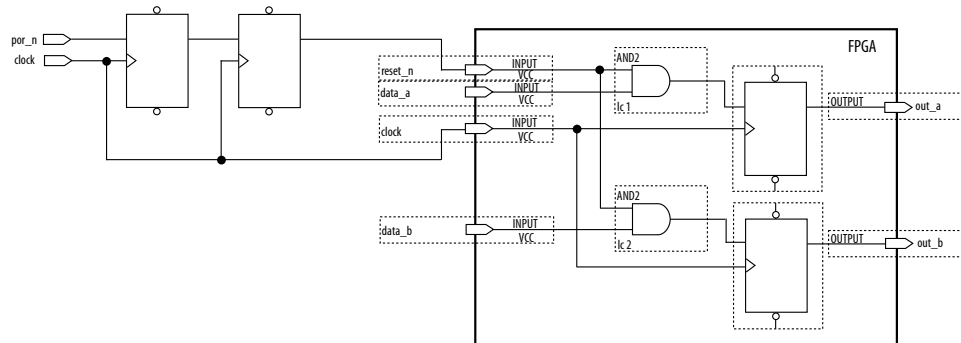 FPGA
por_n
clock
reset_n
INPUT
VCC
AND2
data_a
INPUT
VCC
lc 1
OUTPUT
out_a
clock
INPUT
VCC
AND2
data_b
INPUT
VCC
lc 2
OUTPUT
out_b